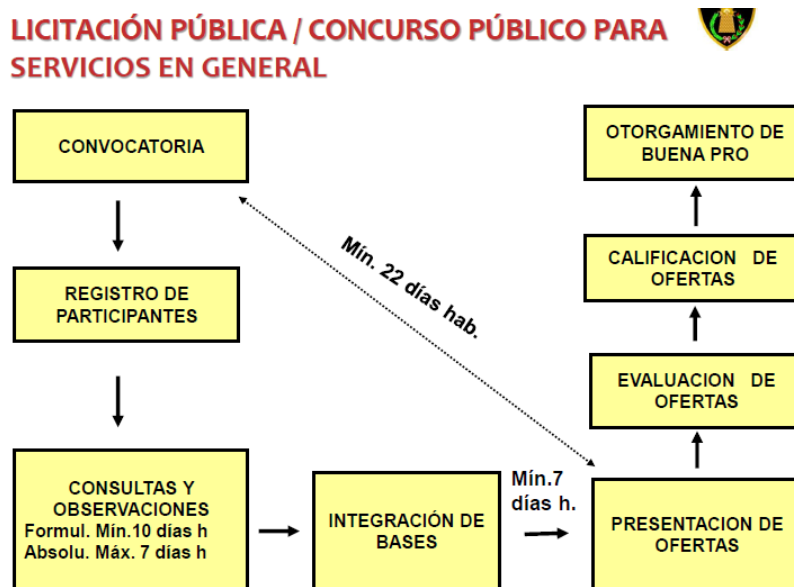 LICITACIÓN PÚBLICA / CONCURSO PÚBLICO PARA
SERVICIOS EN GENERAL
CONVOCATORIA
REGISTRO DE
PARTICIPANTES
CONSULTAS Y
OBSERVACIONES
Formul. Mín.10 días h
Absolu. Máx. 7 días h
INTEGRACIÓN DE
BASES
Mín.7
días h.
PRESENTACION DE
OFERTAS
EVALUACION DE
OFERTAS
CALIFICACION DE
OFERTAS
OTORGAMIENTO DE
BUENA PRO
Mín. 22 días hab.